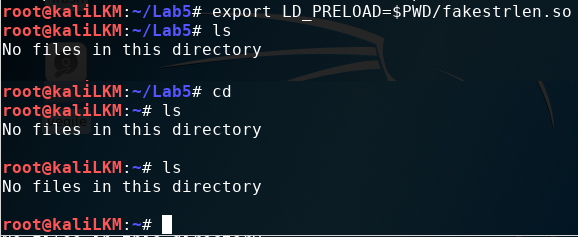 root@kaliLKM:~/Lab5# export LD_PRELOAD=$PWD/fakestrlen.so
root@kaliLKM:~/Lab5# ls
No files in this directory
root@kaliLKM:~/Lab5# cd
root@kaliLKM:~# ls
No files in this directory
root@kaliLKM:~# ls
No files in this directory
root@kaliLKM:~#